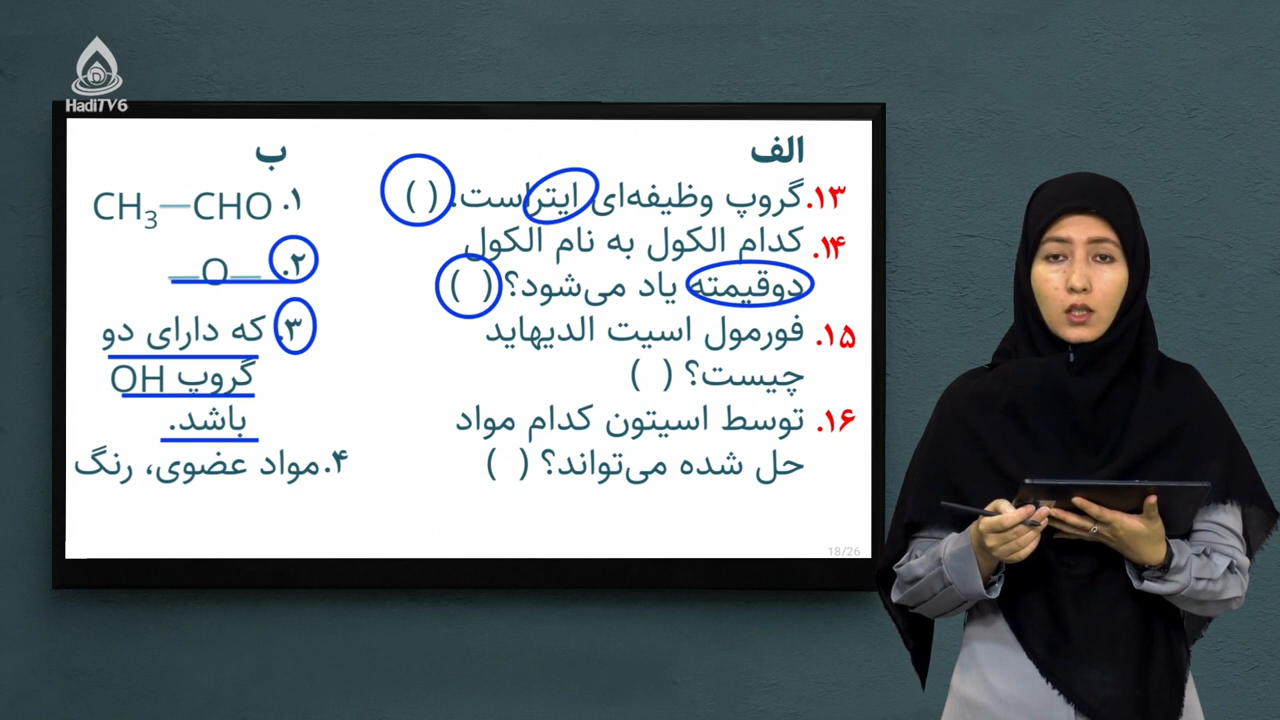 HadiTV6
الف
۱۳. گروپ وظیفه‌ای ایتراست. ( )
۱۴. کدام الکول به نام الکول
دوقیمته یاد می‌شود؟ ( )
۱۵. فورمول اسیت الدیهاید
چیست؟ ( )
۱۶. توسط اسیتون کدام مواد
حل شده می‌تواند؟ ( )
ب
۱. CH₃—CHO
۲. —O—
۳. که دارای دو
گروپ OH
باشد.
۴. مواد عضوی، رنگ
18/26